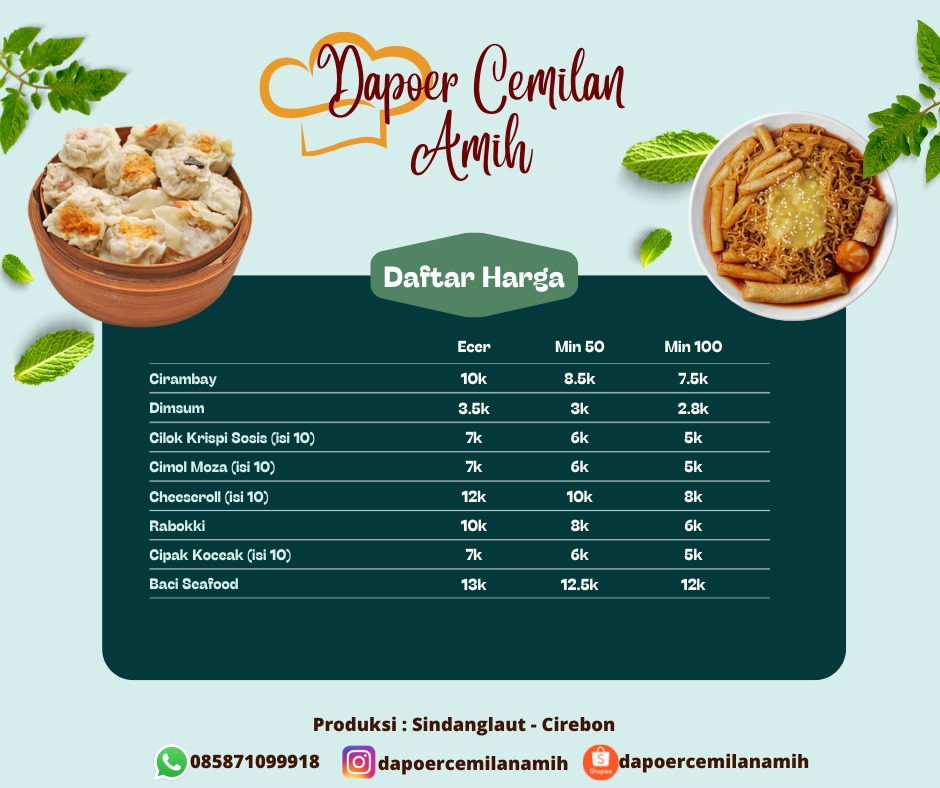 Dapoer Cemilan
Amih
Daftar Harga
Ecer Min 50 Min 100
Cirambay 10k 8.5k 7.5k
Dimsum 3.5k 3k 2.8k
Cilok Krispi Sosis (isi 10) 7k 6k 5k
Cimol Moza (isi 10) 7k 6k 5k
Cheeseroll (isi 10) 12k 10k 8k
Rabokki 10k 8k 6k
Cipak Koceak (isi 10) 7k 6k 5k
Baci Seafood 13k 12.5k 12k
Produksi : Sindanglaut - Cirebon
085871099918 dapoercemilanamih Shopee dapoercemilanamih